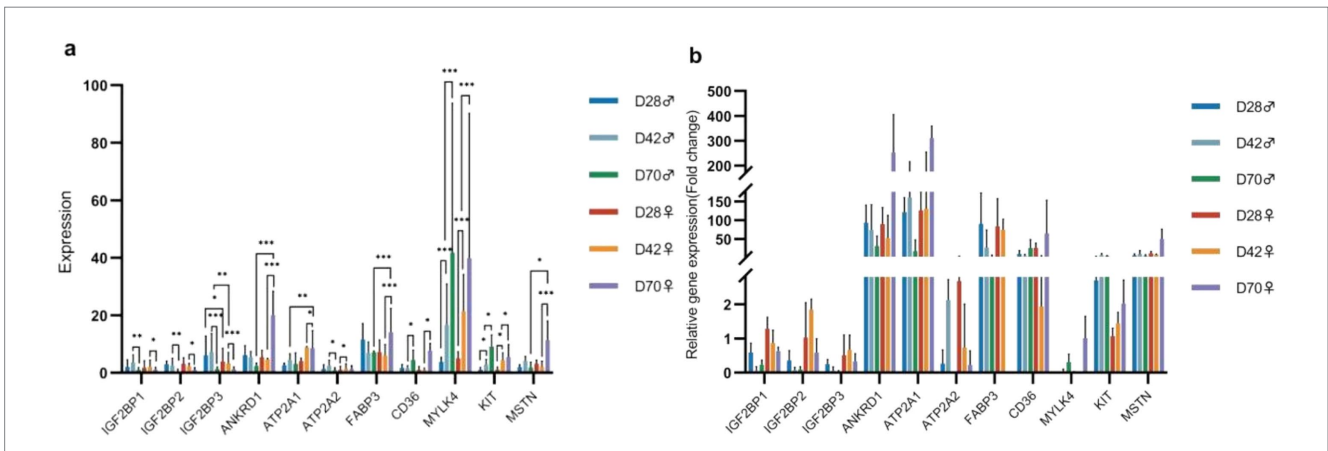 a
Expression
100
80
60
40
20
0
** * ** * * *** ** *** *** *** ** * * * *** *** * * *** *** *** *** * * * * * ***
IGF2BP1 IGF2BP2 IGF2BP3 ANKRD1 ATP2A1 ATP2A2 FABP3 CD36 MYLK4 KIT MSTN
D28♂
D42♂
D70♂
D28♀
D42♀
D70♀
b
Relative gene expression(Fold change)
500
400
300
200
150
100
50
2
1
0
IGF2BP1 IGF2BP2 IGF2BP3 ANKRD1 ATP2A1 ATP2A2 FABP3 CD36 MYLK4 KIT MSTN
D28♂
D42♂
D70♂
D28♀
D42♀
D70♀